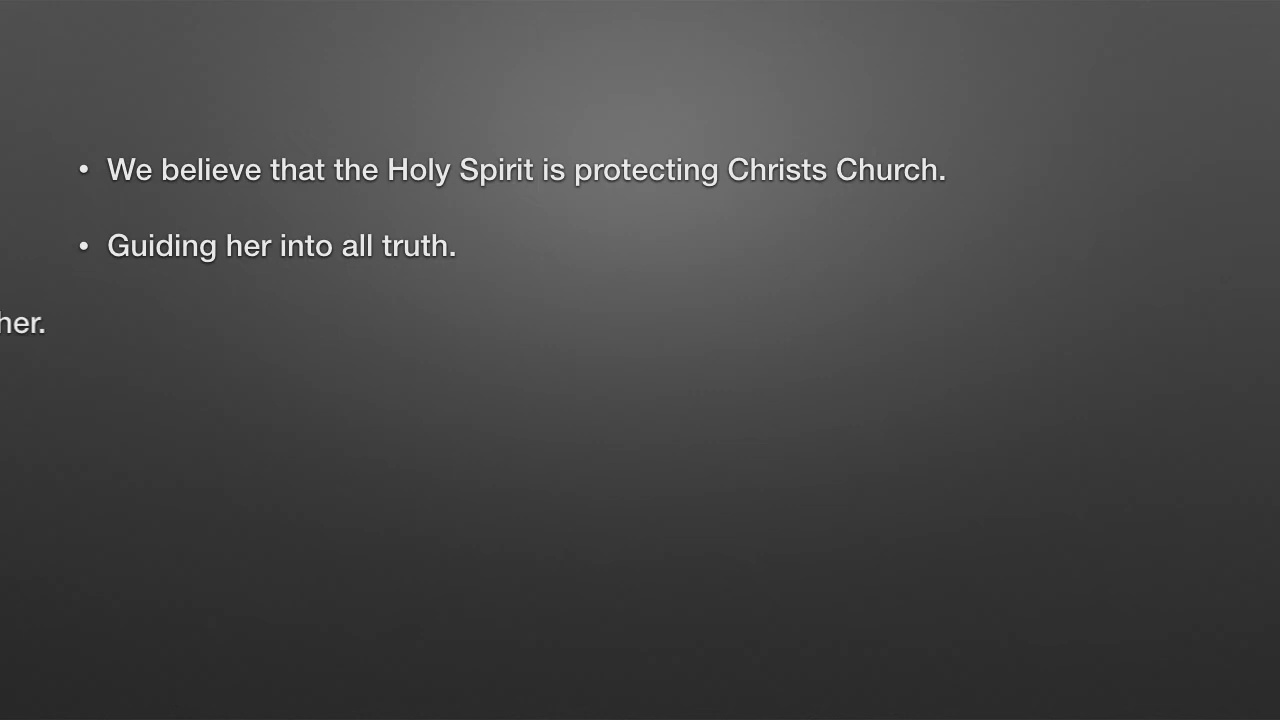 • We believe that the Holy Spirit is protecting Christs Church.
• Guiding her into all truth.
her.